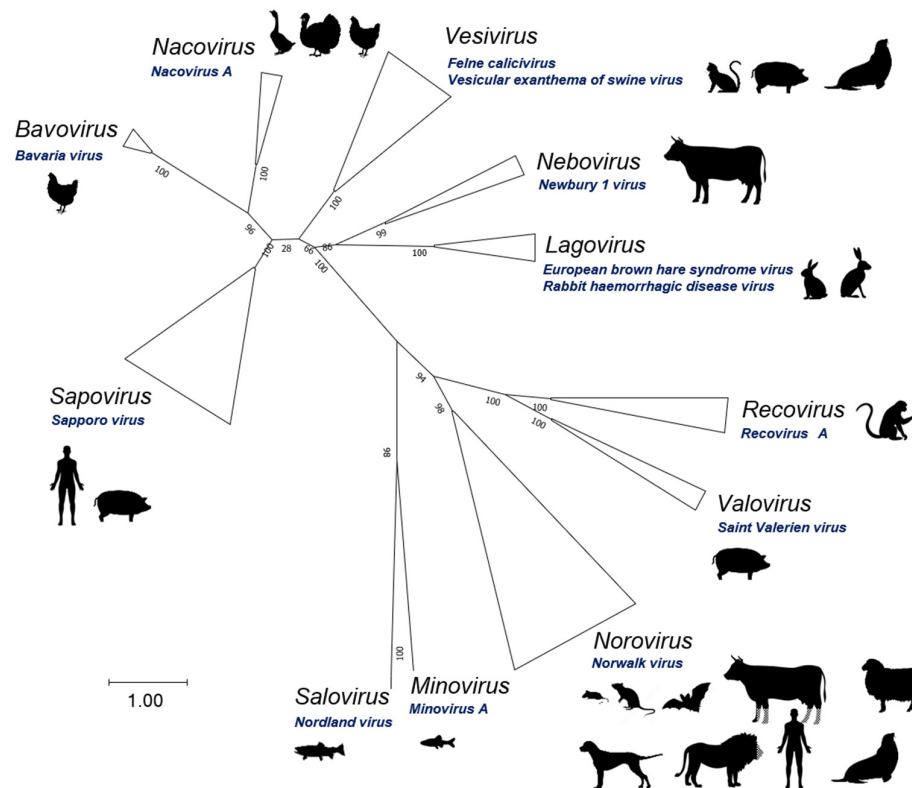 Nacovirus
Nacovirus A
Vesivirus
Felne calicivirus
Vesicular exanthema of swine virus
Bavovirus
Bavaria virus
Nebovirus
Newbury 1 virus
Lagovirus
European brown hare syndrome virus
Rabbit haemorrhagic disease virus
100
100
100
99
96
100
28
66
86
100
100
Sapovirus
Sapporo virus
94
98
100
100
100
Recovirus
Recovirus A
86
Valovirus
Saint Valerien virus
100
Norovirus
Norwalk virus
1.00
Salovirus
Nordland virus
Minovirus
Minovirus A